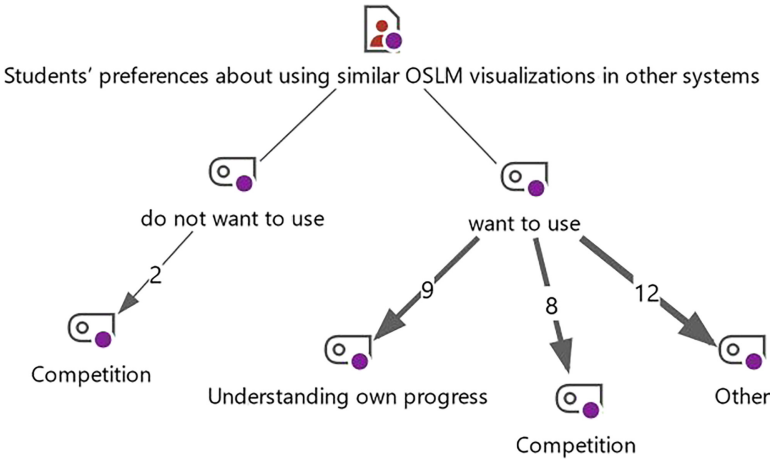 Students’ preferences about using similar OSLM visualizations in other systems
do not want to use
want to use
2
9
8
12
Competition
Understanding own progress
Other
Competition